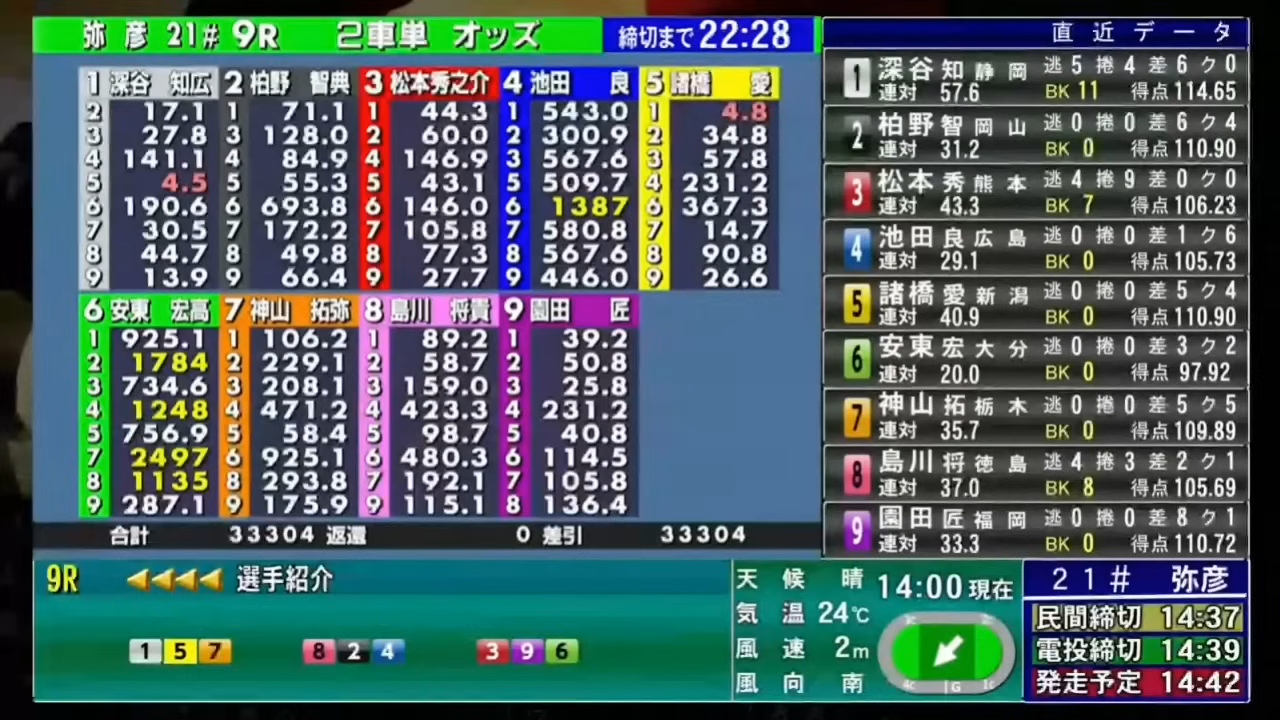 弥彦 21# 9R 2車単 オッズ 締切まで 22:28
1 深谷 知広 2 柏野 智典 3 松本秀之介 4 池田 良 5 諸橋 愛
2 17.1 1 71.1 1 44.3 1 543.0 1 4.8
3 27.8 3 128.0 2 60.0 2 300.9 2 34.8
4 141.1 4 84.9 4 146.9 3 567.6 3 57.8
5 4.5 5 55.3 5 43.1 5 509.7 4 231.2
6 190.6 6 693.8 6 146.0 6 1387 6 367.3
7 30.5 7 172.2 7 105.8 7 580.8 7 14.7
8 44.7 8 49.8 8 77.3 8 567.6 8 90.8
9 13.9 9 66.4 9 27.7 9 446.0 9 26.6
6 安東 宏高 7 神山 拓弥 8 島川 将貴 9 園田 匠
1 925.1 1 106.2 1 89.2 1 39.2
2 1784 2 229.1 2 58.7 2 50.8
3 734.6 3 208.1 3 159.0 3 25.8
4 1248 4 471.2 4 423.3 4 231.2
5 756.9 5 58.4 5 98.7 5 40.8
7 2497 6 925.1 6 480.3 6 114.5
8 1135 8 293.8 7 192.1 7 105.8
9 287.1 9 175.9 9 115.1 8 136.4
合計 33304 返還 0 差引 33304
直近データ
1 深谷知 静岡 逃5 捲4 差6 ク0
連対 57.6 BK 11 得点 114.65
2 柏野智 岡山 逃0 捲0 差6 ク4
連対 31.2 BK 0 得点 110.90
3 松本秀 熊本 逃4 捲9 差0 ク0
連対 43.3 BK 7 得点 106.23
4 池田良 広島 逃0 捲0 差1 ク6
連対 29.1 BK 0 得点 105.73
5 諸橋愛 新潟 逃0 捲0 差5 ク4
連対 40.9 BK 0 得点 110.90
6 安東宏 大分 逃0 捲0 差3 ク2
連対 20.0 BK 0 得点 97.92
7 神山拓 栃木 逃0 捲0 差5 ク5
連対 35.7 BK 0 得点 109.89
8 島川将 徳島 逃4 捲3 差2 ク1
連対 37.0 BK 8 得点 105.69
9 園田匠 福岡 逃0 捲0 差8 ク1
連対 33.3 BK 0 得点 110.72
9R 選手紹介
1 5 7 8 2 4 3 9 6
天候 晴 14:00 現在
気温 24℃
風速 2m
風向 南
4C G 1C
21# 弥彦
民間締切 14:37
電投締切 14:39
発走予定 14:42